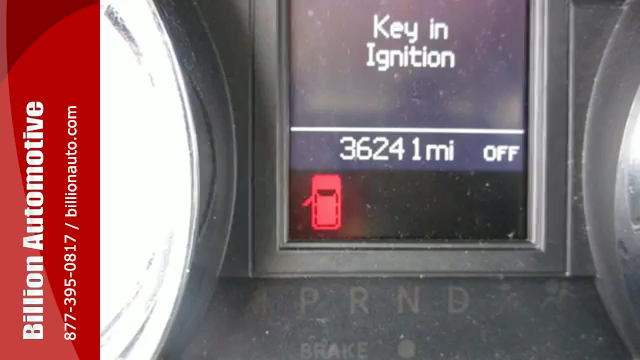 Billion Automotive
877-395-0817 / billionauto.com
Key in
Ignition
36241mi OFF
P R N D
BRAKE